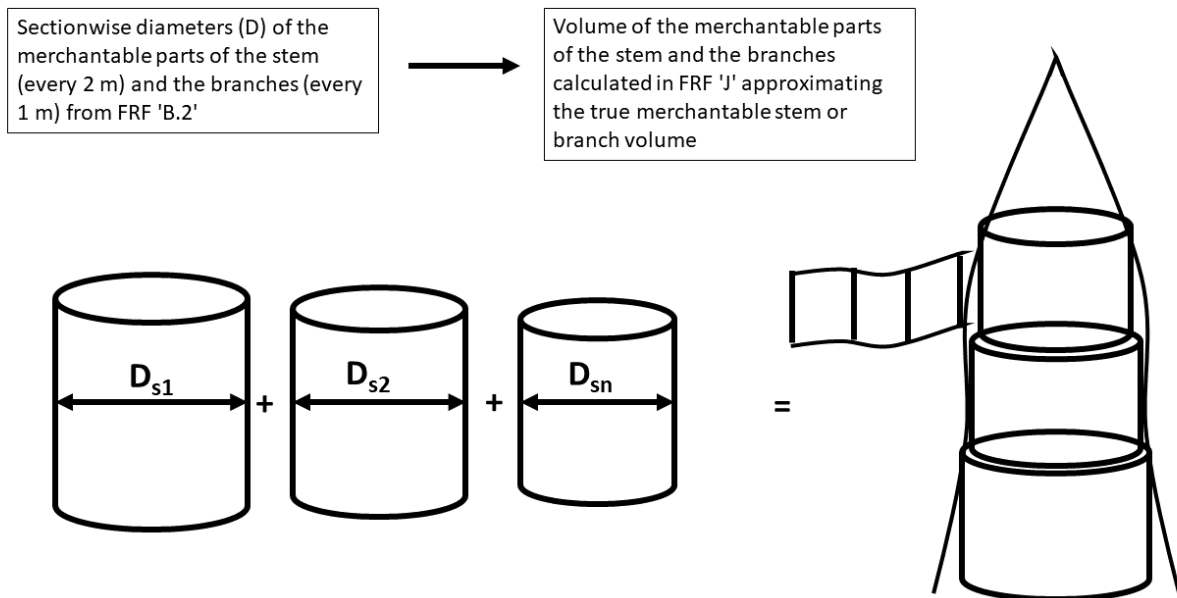 Sectionwise diameters (D) of the
merchantable parts of the stem
(every 2 m) and the branches (every
1 m) from FRF 'B.2'
Volume of the merchantable parts
of the stem and the branches
calculated in FRF 'J' approximating
the true merchantable stem or
branch volume
Ds1 + Ds2 + Dsn =